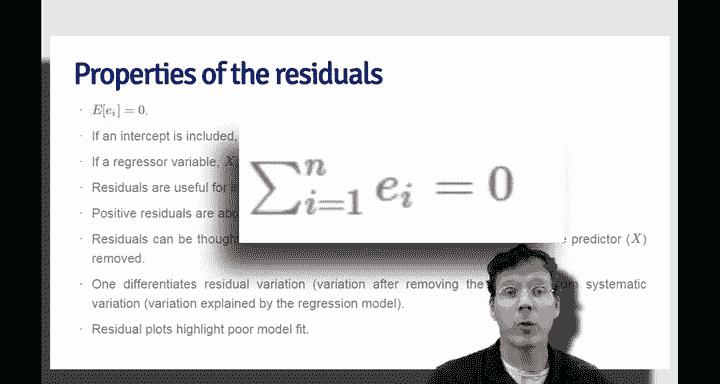 Properties of the residuals
· E[e_i] = 0.
· If an intercept is included,
· If a regressor variable, X
∑_{i=1}^{n} e_i = 0
· Residuals are useful for
· Positive residuals are
· Residuals can be predictor (X)
removed.
· One differentiates residual variation (variation after removing the systematic
variation (variation explained by the regression model).
· Residual plots highlight poor model fit.